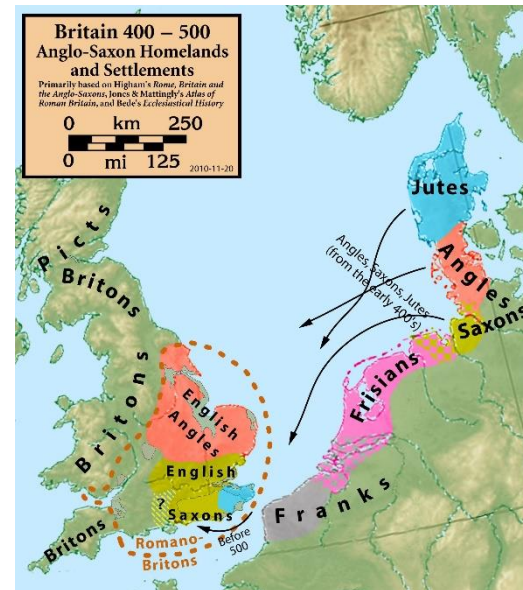 Britain 400 – 500
Anglo-Saxon Homelands
and Settlements
Primarily based on Higham's Rome, Britain and
the Anglo-Saxons, Jones & Mattingly's Atlas of
Roman Britain, and Bede's Ecclesiastical History
0 km 250
0 mi 125
2010-11-20
Jutes
Picts
Angles, Saxons, Jutes
(from the early 400's)
Angles
Britons
Saxons
Britons
Frisians
English
Angles
English
?
Saxons
Franks
Britons
Romano-
Britons
Before
500